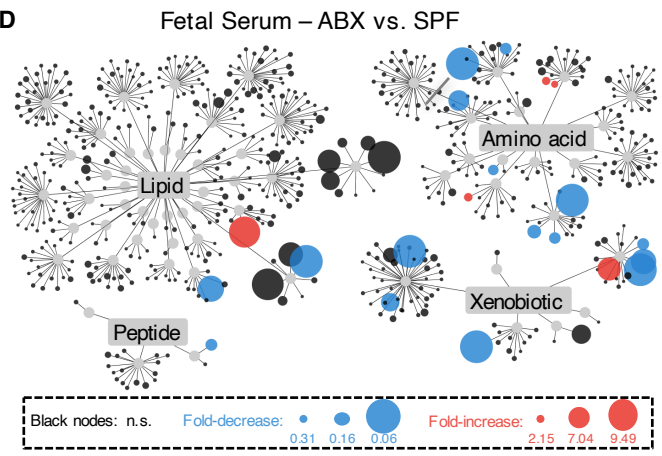 D
Fetal Serum – ABX vs. SPF
Amino acid
Lipid
Xenobiotic
Peptide
Black nodes: n.s. Fold-decrease: Fold-increase:
0.31 0.16 0.06 2.15 7.04 9.49